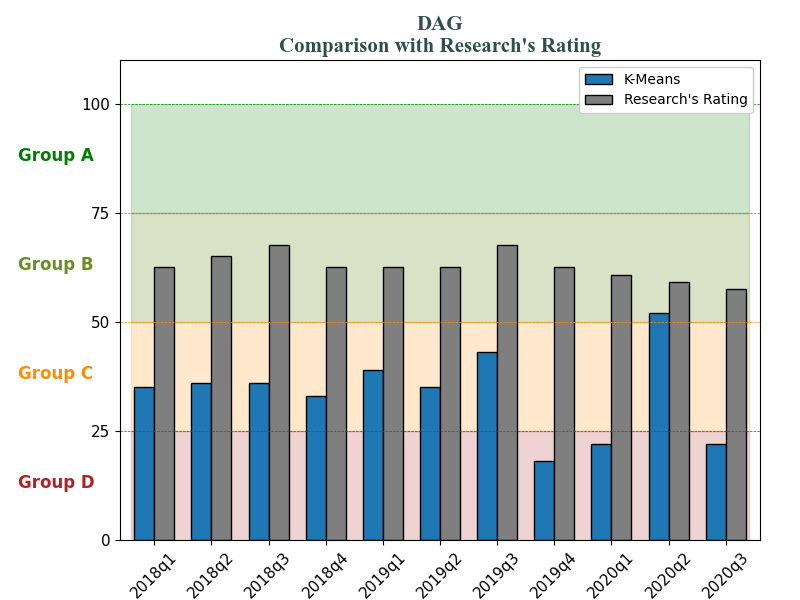 DAG
Comparison with Research's Rating
K-Means
Research's Rating
100
Group A
75
Group B
50
Group C
25
Group D
0
2018q1
2018q2
2018q3
2018q4
2019q1
2019q2
2019q3
2019q4
2020q1
2020q2
2020q3